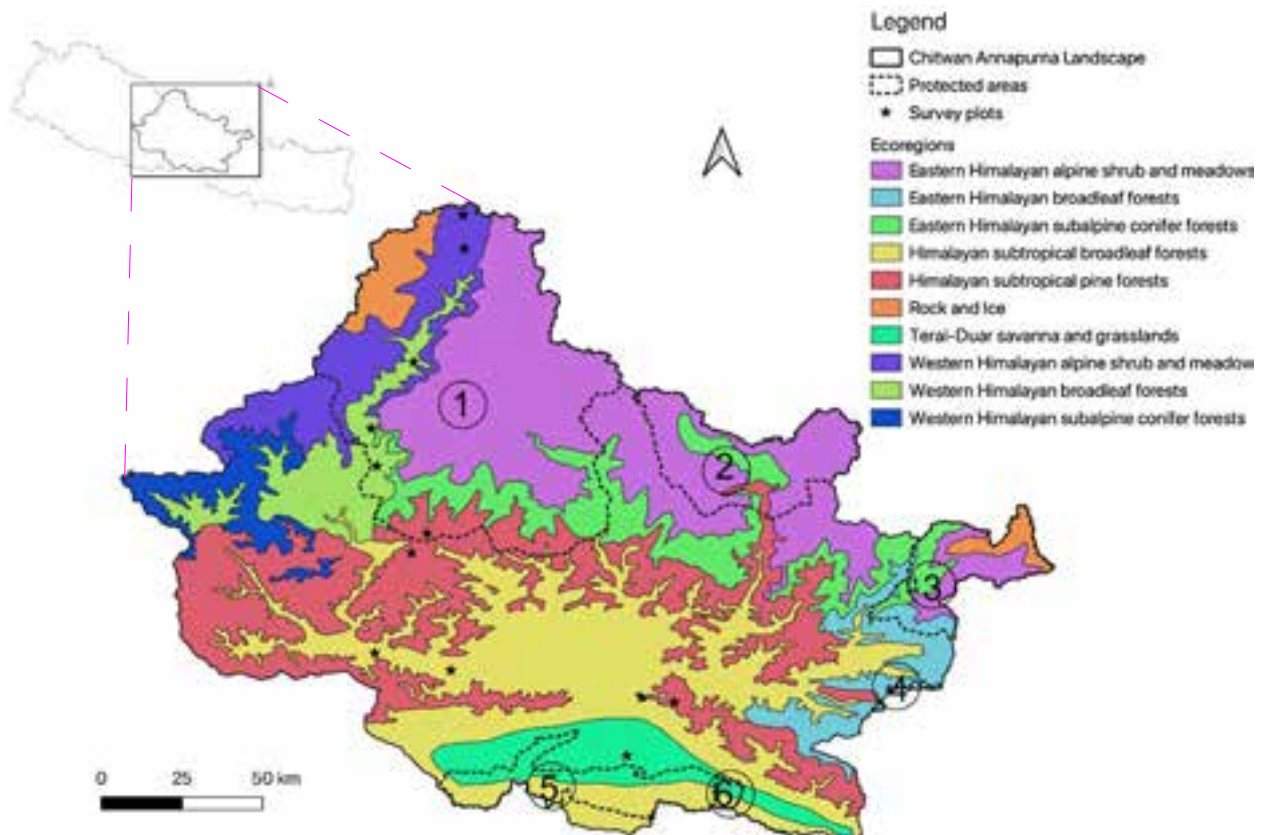 Legend
Chitwan Annapurna Landscape
Protected areas
Survey plots
Ecoregions
Eastern Himalayan alpine shrub and meadows
Eastern Himalayan broadleaf forests
Eastern Himalayan subalpine conifer forests
Himalayan subtropical broadleaf forests
Himalayan subtropical pine forests
Rock and Ice
Terai-Duar savanna and grasslands
Western Himalayan alpine shrub and meadow
Western Himalayan broadleaf forests
Western Himalayan subalpine conifer forests
1
2
3
4
5
6
0 25 50 km